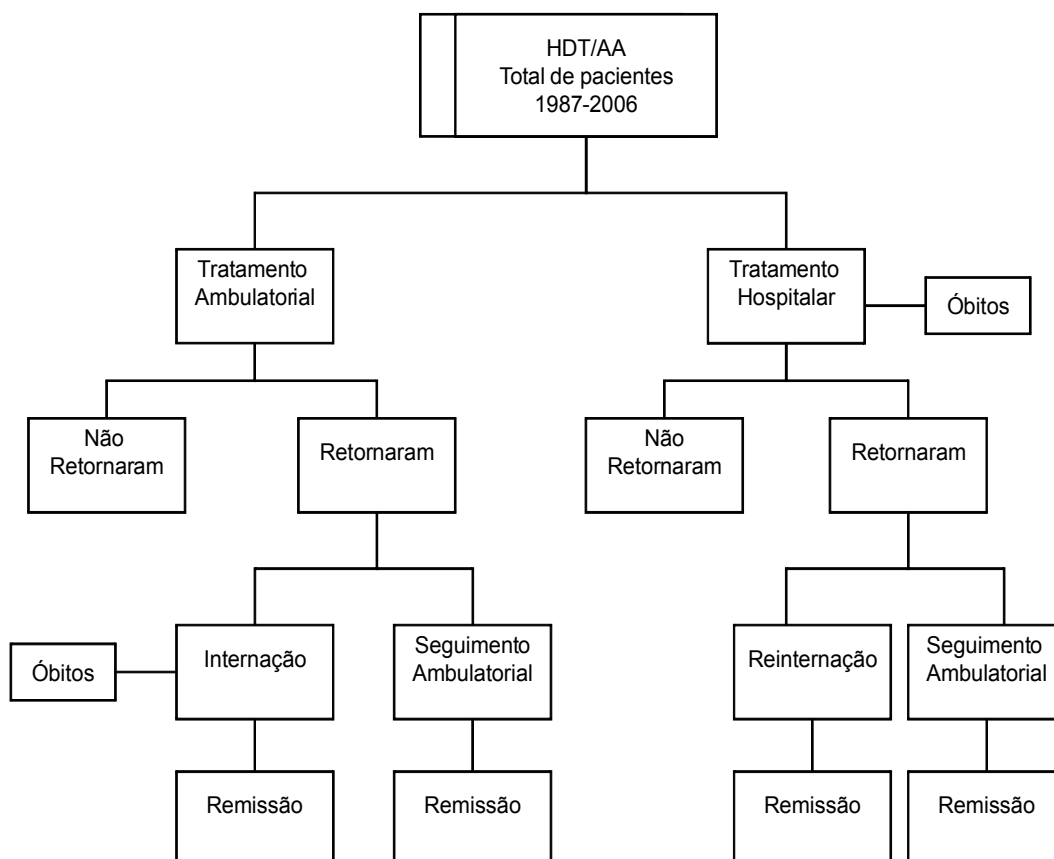 HDT/AA
Total de pacientes
1987-2006
Tratamento
Ambulatorial
Tratamento
Hospitalar
Óbitos
Não
Retornaram
Retornaram
Não
Retornaram
Retornaram
Óbitos
Internação
Seguimento
Ambulatorial
Reinternação
Seguimento
Ambulatorial
Remissão
Remissão
Remissão
Remissão